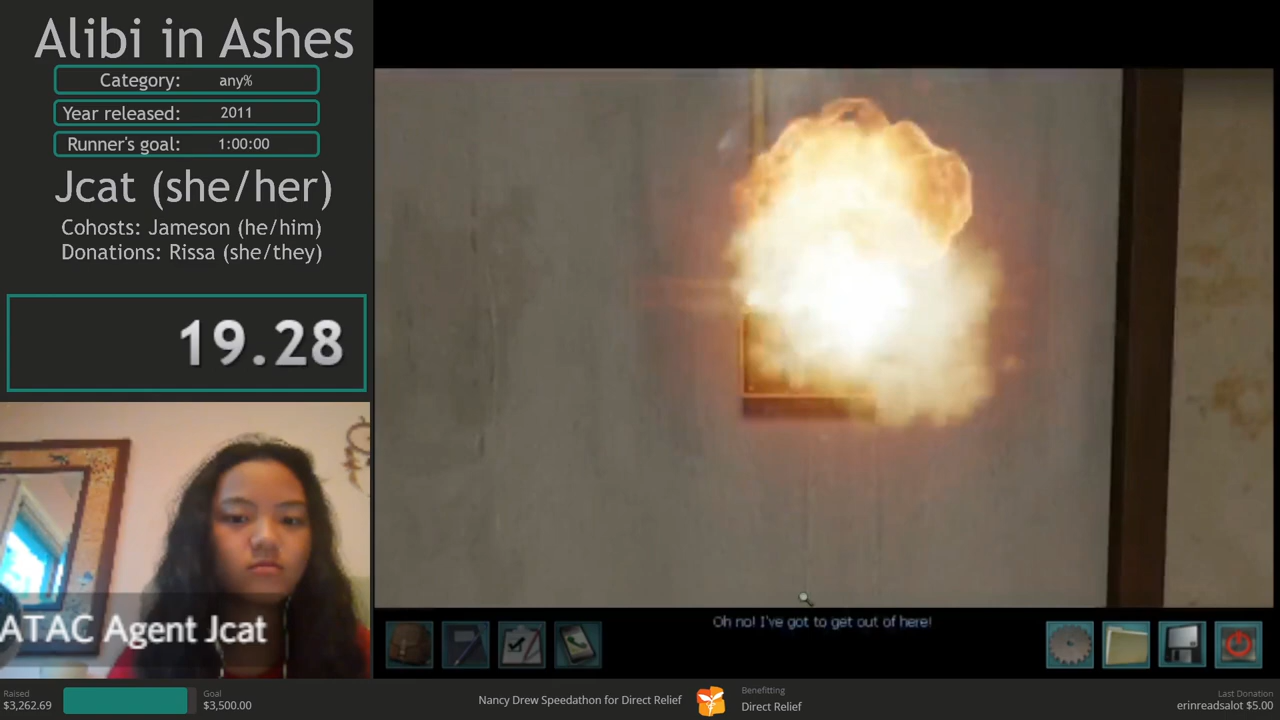 Alibi in Ashes
Category: any%
Year released: 2011
Runner's goal: 1:00:00
Jcat (she/her)
Cohosts: Jameson (he/him)
Donations: Rissa (she/they)
19.28
ATAC Agent Jcat
Oh no! I've got to get out of here!
Raised
$3,262.69
Goal
$3,500.00
Nancy Drew Speedathon for Direct Relief
Benefitting
Direct Relief
Last Donation
erinreadsalot $5.00